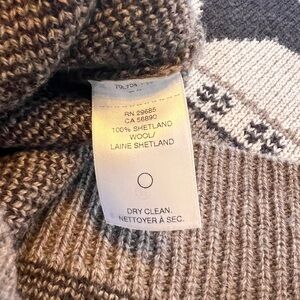 RN 29685
CA 56890
100% SHETLAND
WOOL/
LAINE SHETLAND
DRY CLEAN.
NETTOYER À SEC.